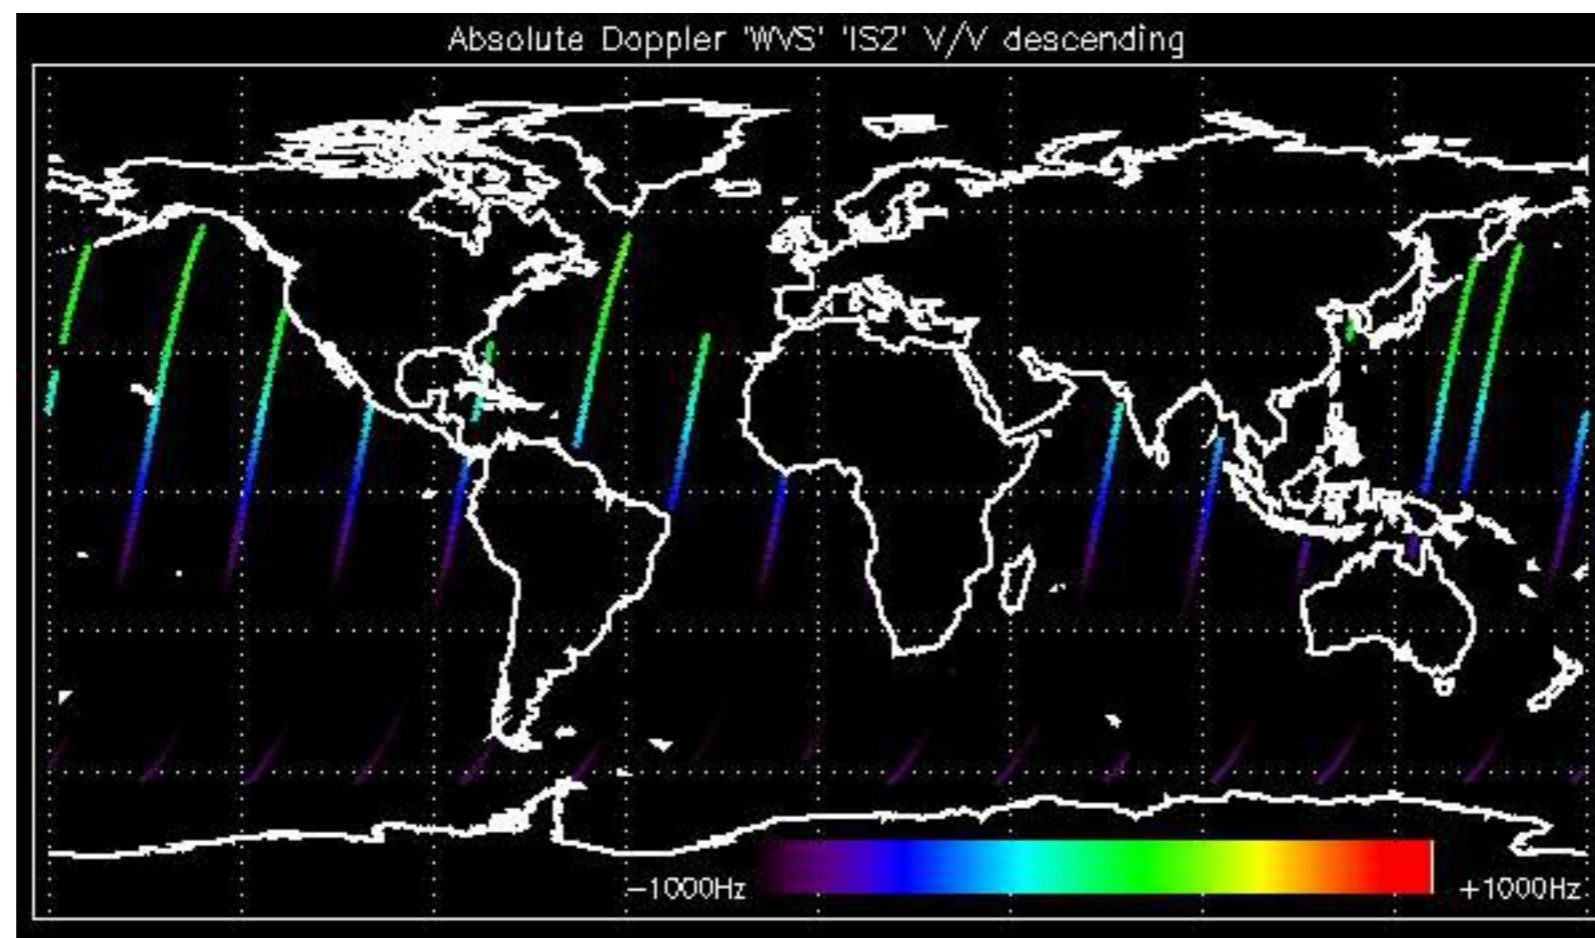 Absolute Doppler 'WVS' 'IS2' V/V descending
−1000Hz
+1000Hz